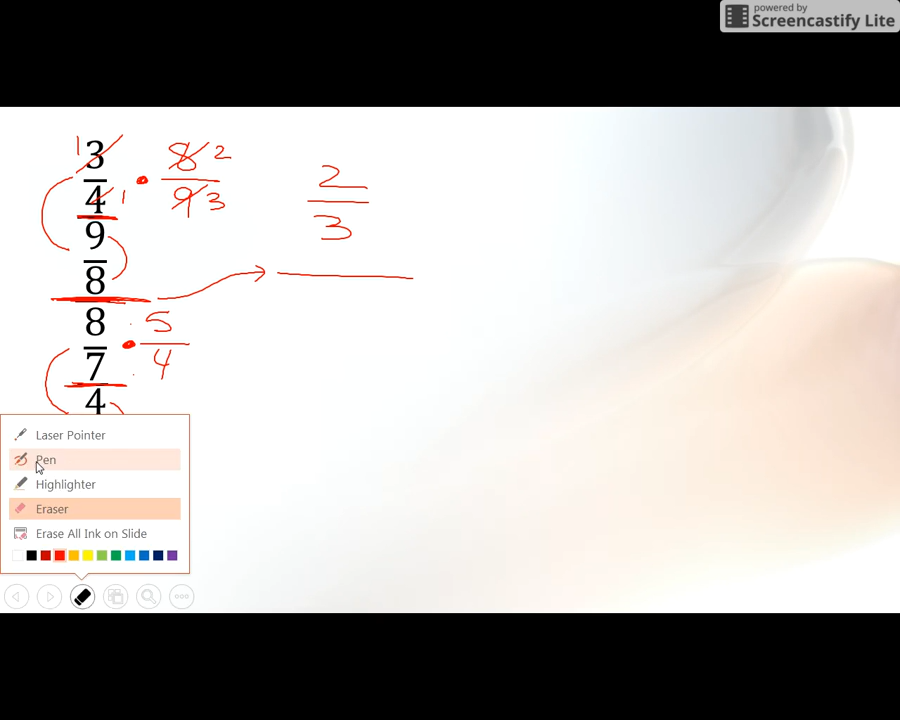 powered by
Screencastify Lite
1 3 • 8 2
4 1 9 3
9
8
2
3
8 • 5
7 4
4
Laser Pointer
Pen
Highlighter
Eraser
Erase All Ink on Slide